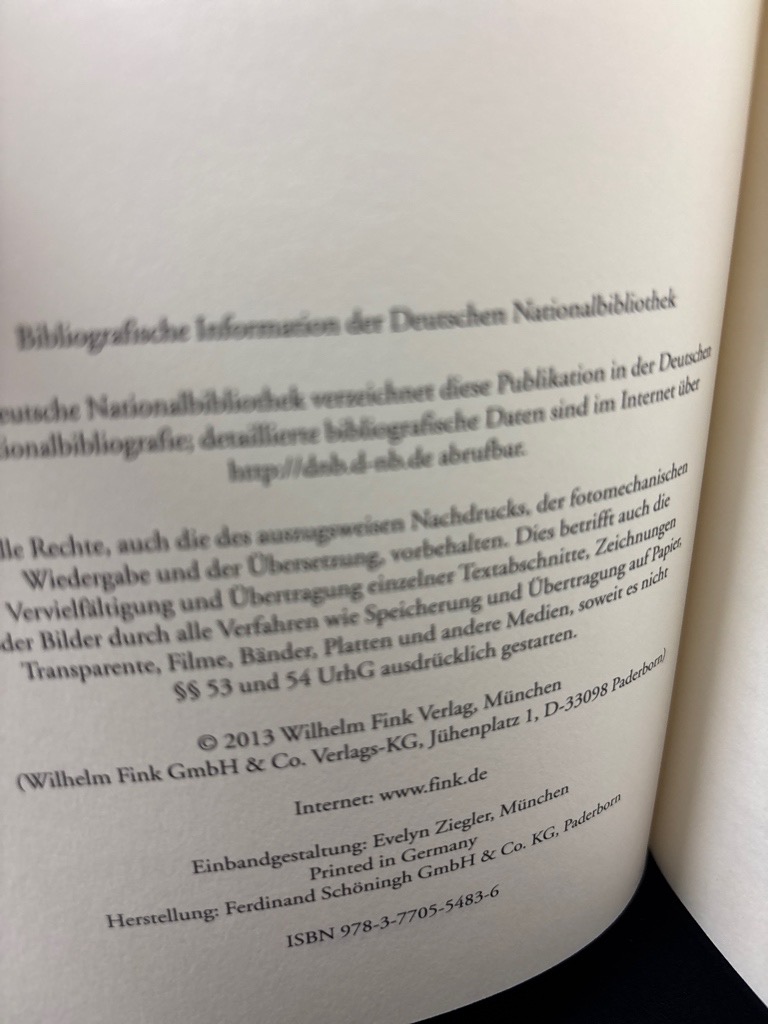 Bibliografische Information der Deutschen Nationalbibliothek
eutsche Nationalbibliothek verzeichnet diese Publikation in der Deutschen
ionalbibliografie; detaillierte bibliografische Daten sind im Internet über
http://dnb.d-nb.de abrufbar.
lle Rechte, auch die des auszugsweisen Nachdrucks, der fotomechanischen
Wiedergabe und der Übersetzung, vorbehalten. Dies betrifft auch die
Vervielfältigung und Übertragung einzelner Textabschnitte, Zeichnungen
der Bilder durch alle Verfahren wie Speicherung und Übertragung auf Papier,
Transparente, Filme, Bänder, Platten und andere Medien, soweit es nicht
§§ 53 und 54 UrhG ausdrücklich gestatten.
© 2013 Wilhelm Fink Verlag, München
(Wilhelm Fink GmbH & Co. Verlags-KG, Jühenplatz 1, D-33098 Paderborn)
Internet: www.fink.de
Einbandgestaltung: Evelyn Ziegler, München
Printed in Germany
Herstellung: Ferdinand Schöningh GmbH & Co. KG, Paderborn
ISBN 978-3-7705-5483-6